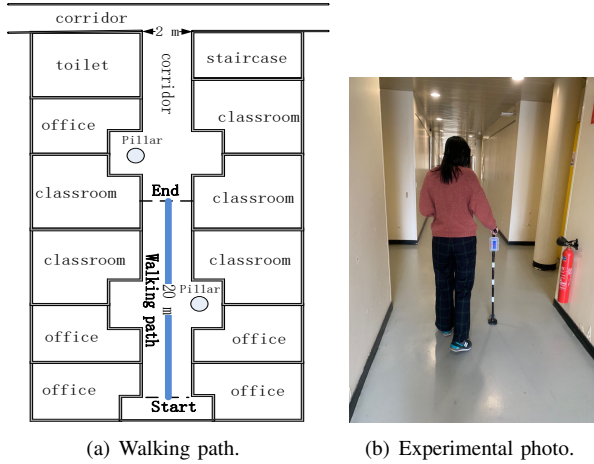 corridor
2 m
toilet
corridor
staircase
office
Pillar
classroom
classroom
End
classroom
classroom
Walking path
20 m
Pillar
classroom
office
office
office
Start
office
(a) Walking path.
(b) Experimental photo.